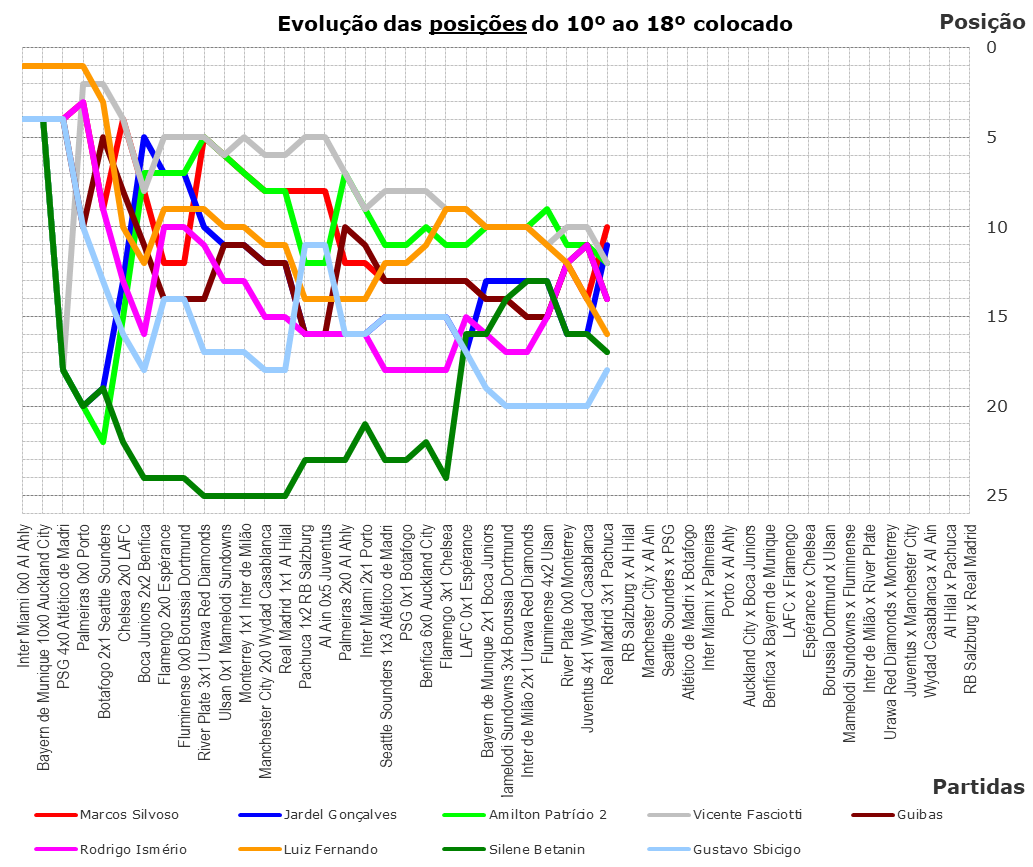 Evolução das posições do 10º ao 18º colocado
Posição
0
5
10
15
20
25
Inter Miami 0x0 Al Ahly
Bayern de Munique 10x0 Auckland City
PSG 4x0 Atlético de Madri
Palmeiras 0x0 Porto
Botafogo 2x1 Seattle Sounders
Chelsea 2x0 LAFC
Boca Juniors 2x2 Benfica
Flamengo 2x0 Espérance
Fluminense 0x0 Borussia Dortmund
River Plate 3x1 Urawa Red Diamonds
Ulsan 0x1 Mamelodi Sundowns
Monterrey 1x1 Inter de Milão
Manchester City 2x0 Wydad Casablanca
Real Madrid 1x1 Al Hilal
Pachuca 1x2 RB Salzburg
Al Ain 0x5 Juventus
Palmeiras 2x0 Al Ahly
Inter Miami 2x1 Porto
Seattle Sounders 1x3 Atlético de Madri
PSG 0x1 Botafogo
Benfica 6x0 Auckland City
Flamengo 3x1 Chelsea
LAFC 0x1 Espérance
Bayern de Munique 2x1 Boca Juniors
lamelodi Sundowns 3x4 Borussia Dortmund
Inter de Milão 2x1 Urawa Red Diamonds
Fluminense 4x2 Ulsan
River Plate 0x0 Monterrey
Juventus 4x1 Wydad Casablanca
Real Madrid 3x1 Pachuca
RB Salzburg x Al Hilal
Manchester City x Al Ain
Seattle Sounders x PSG
Atlético de Madri x Botafogo
Inter Miami x Palmeiras
Porto x Al Ahly
Auckland City x Boca Juniors
Benfica x Bayern de Munique
LAFC x Flamengo
Espérance x Chelsea
Borussia Dortmund x Ulsan
Mamelodi Sundowns x Fluminense
Inter de Milão x River Plate
Urawa Red Diamonds x Monterrey
Juventus x Manchester City
Wydad Casablanca x Al Ain
Al Hilal x Pachuca
RB Salzburg x Real Madrid
Partidas
Marcos Silvoso
Jardel Gonçalves
Amilton Patrício 2
Vicente Fasciotti
Guibas
Rodrigo Ismério
Luiz Fernando
Silene Betanin
Gustavo Sbicigo